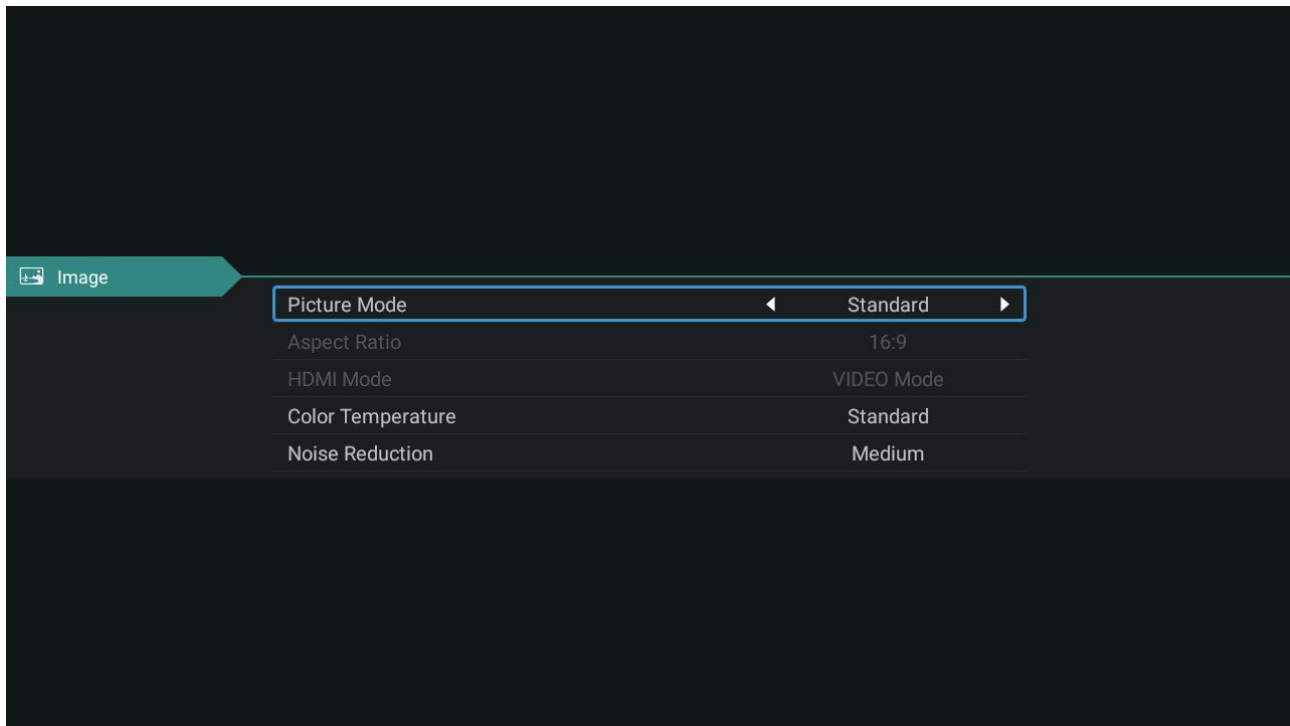 Image
Picture Mode Standard
Aspect Ratio 16:9
HDMI Mode VIDEO Mode
Color Temperature Standard
Noise Reduction Medium